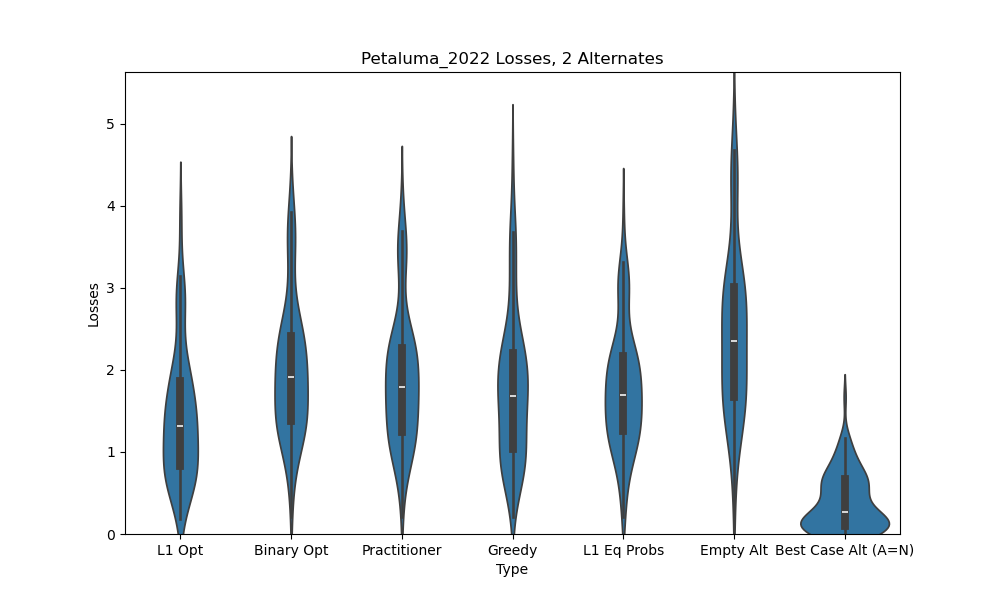 Petaluma_2022 Losses, 2 Alternates
5
4
3
2
1
0
Losses
L1 Opt Binary Opt Practitioner Greedy L1 Eq Probs Empty Alt Best Case Alt (A=N)
Type